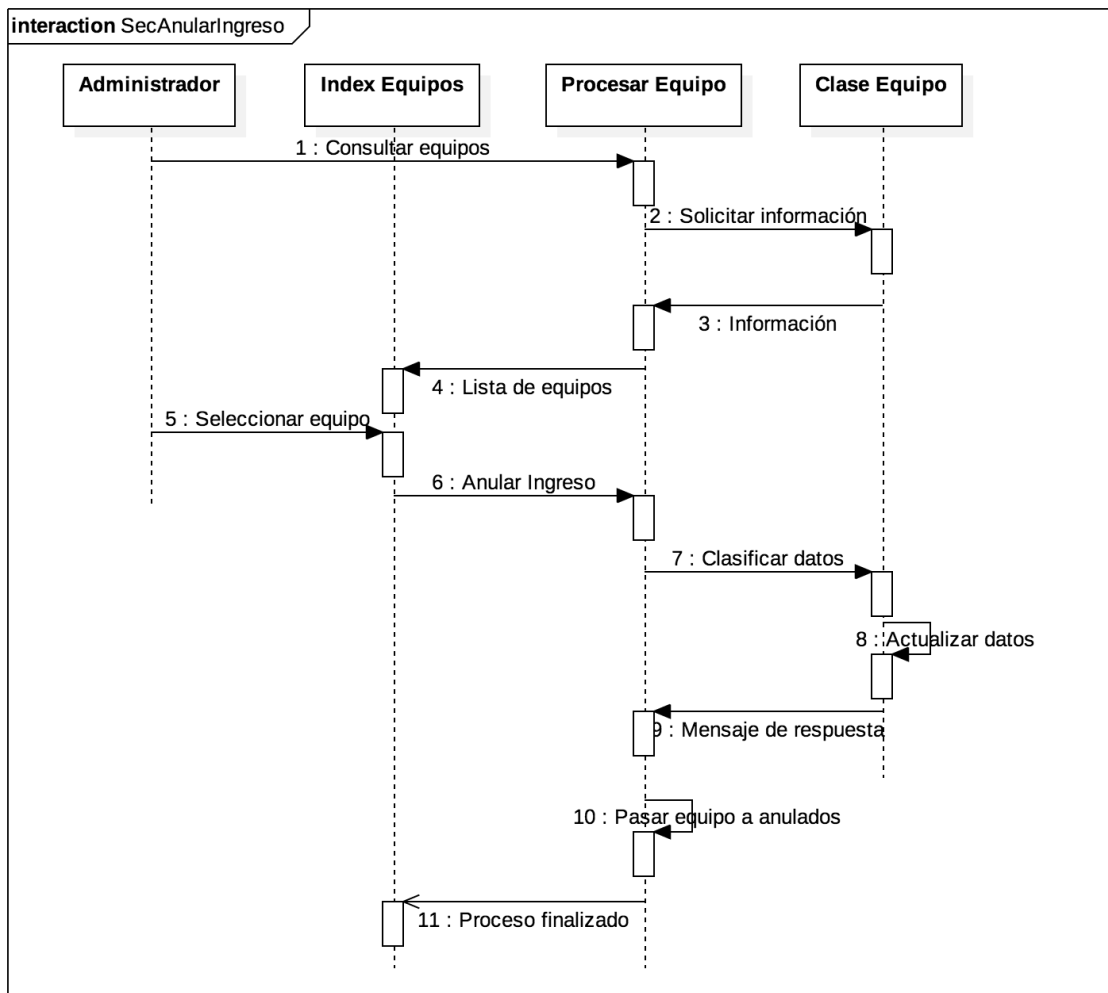 interaction SecAnularIngreso
Administrador
Index Equipos
Procesar Equipo
Clase Equipo
1 : Consultar equipos
2 : Solicitar información
3 : Información
4 : Lista de equipos
5 : Seleccionar equipo
6 : Anular Ingreso
7 : Clasificar datos
8 : Actualizar datos
9 : Mensaje de respuesta
10 : Pasar equipo a anulados
11 : Proceso finalizado